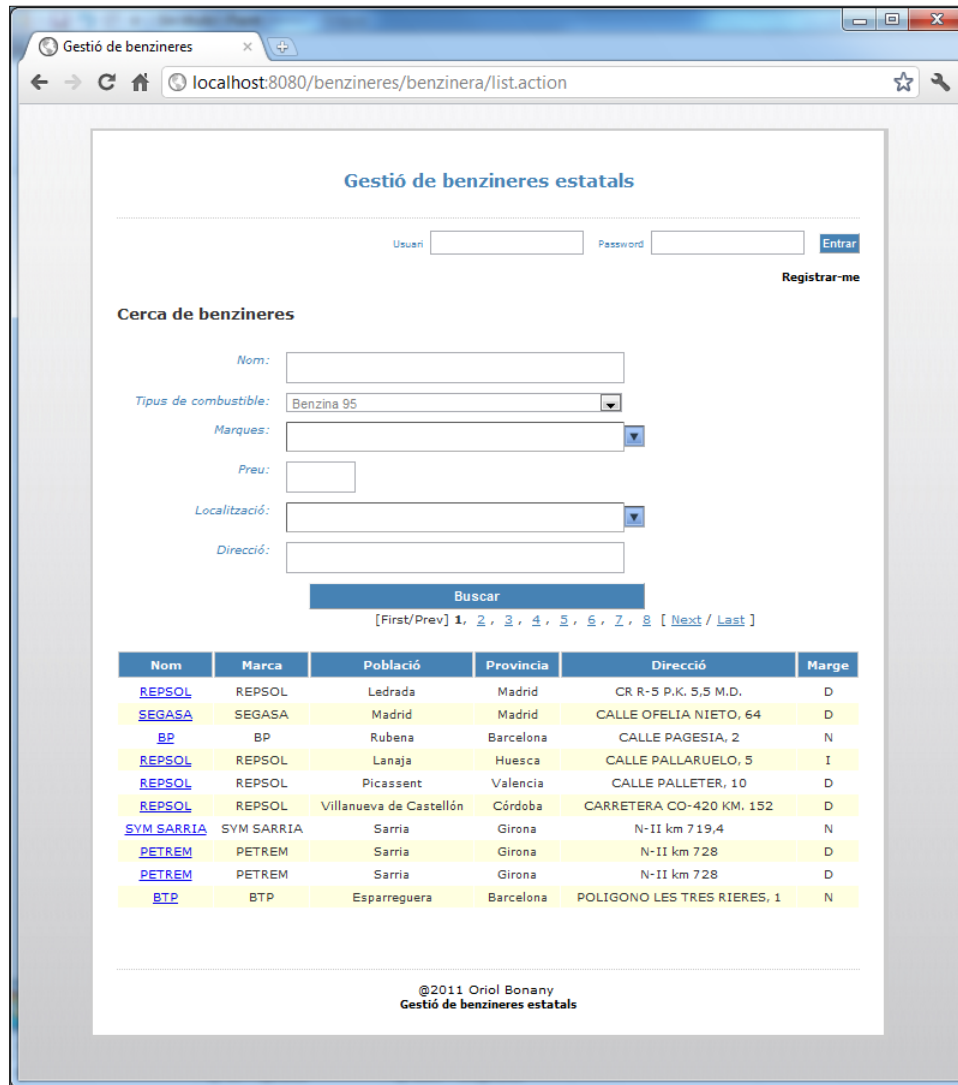 Gestió de benzineres
localhost:8080/benzineres/benzinera/list.action
Gestió de benzineres estatals
Usuari Password Entrar
Registrar-me
Cerca de benzineres
Nom:
Tipus de combustible: Benzina 95
Marques:
Preu:
Localització:
Direcció:
Buscar
[First/Prev] 1, 2 , 3 , 4 , 5 , 6 , 7 , 8 [ Next / Last ]
Nom Marca Població Provincia Direcció Marge
REPSOL REPSOL Ledrada Madrid CR R-5 P.K. 5,5 M.D. D
SEGASA SEGASA Madrid Madrid CALLE OFELIA NIETO, 64 D
BP BP Rubena Barcelona CALLE PAGESIA, 2 N
REPSOL REPSOL Lanaja Huesca CALLE PALLARUELO, 5 I
REPSOL REPSOL Picassent Valencia CALLE PALLETER, 10 D
REPSOL REPSOL Villanueva de Castellón Córdoba CARRETERA CO-420 KM. 152 D
SYM SARRIA SYM SARRIA Sarria Girona N-II km 719,4 N
PETREM PETREM Sarria Girona N-II km 728 D
PETREM PETREM Sarria Girona N-II km 728 D
BTP BTP Esparreguera Barcelona POLIGONO LES TRES RIERES, 1 N
@2011 Oriol Bonany
Gestió de benzineres estatals